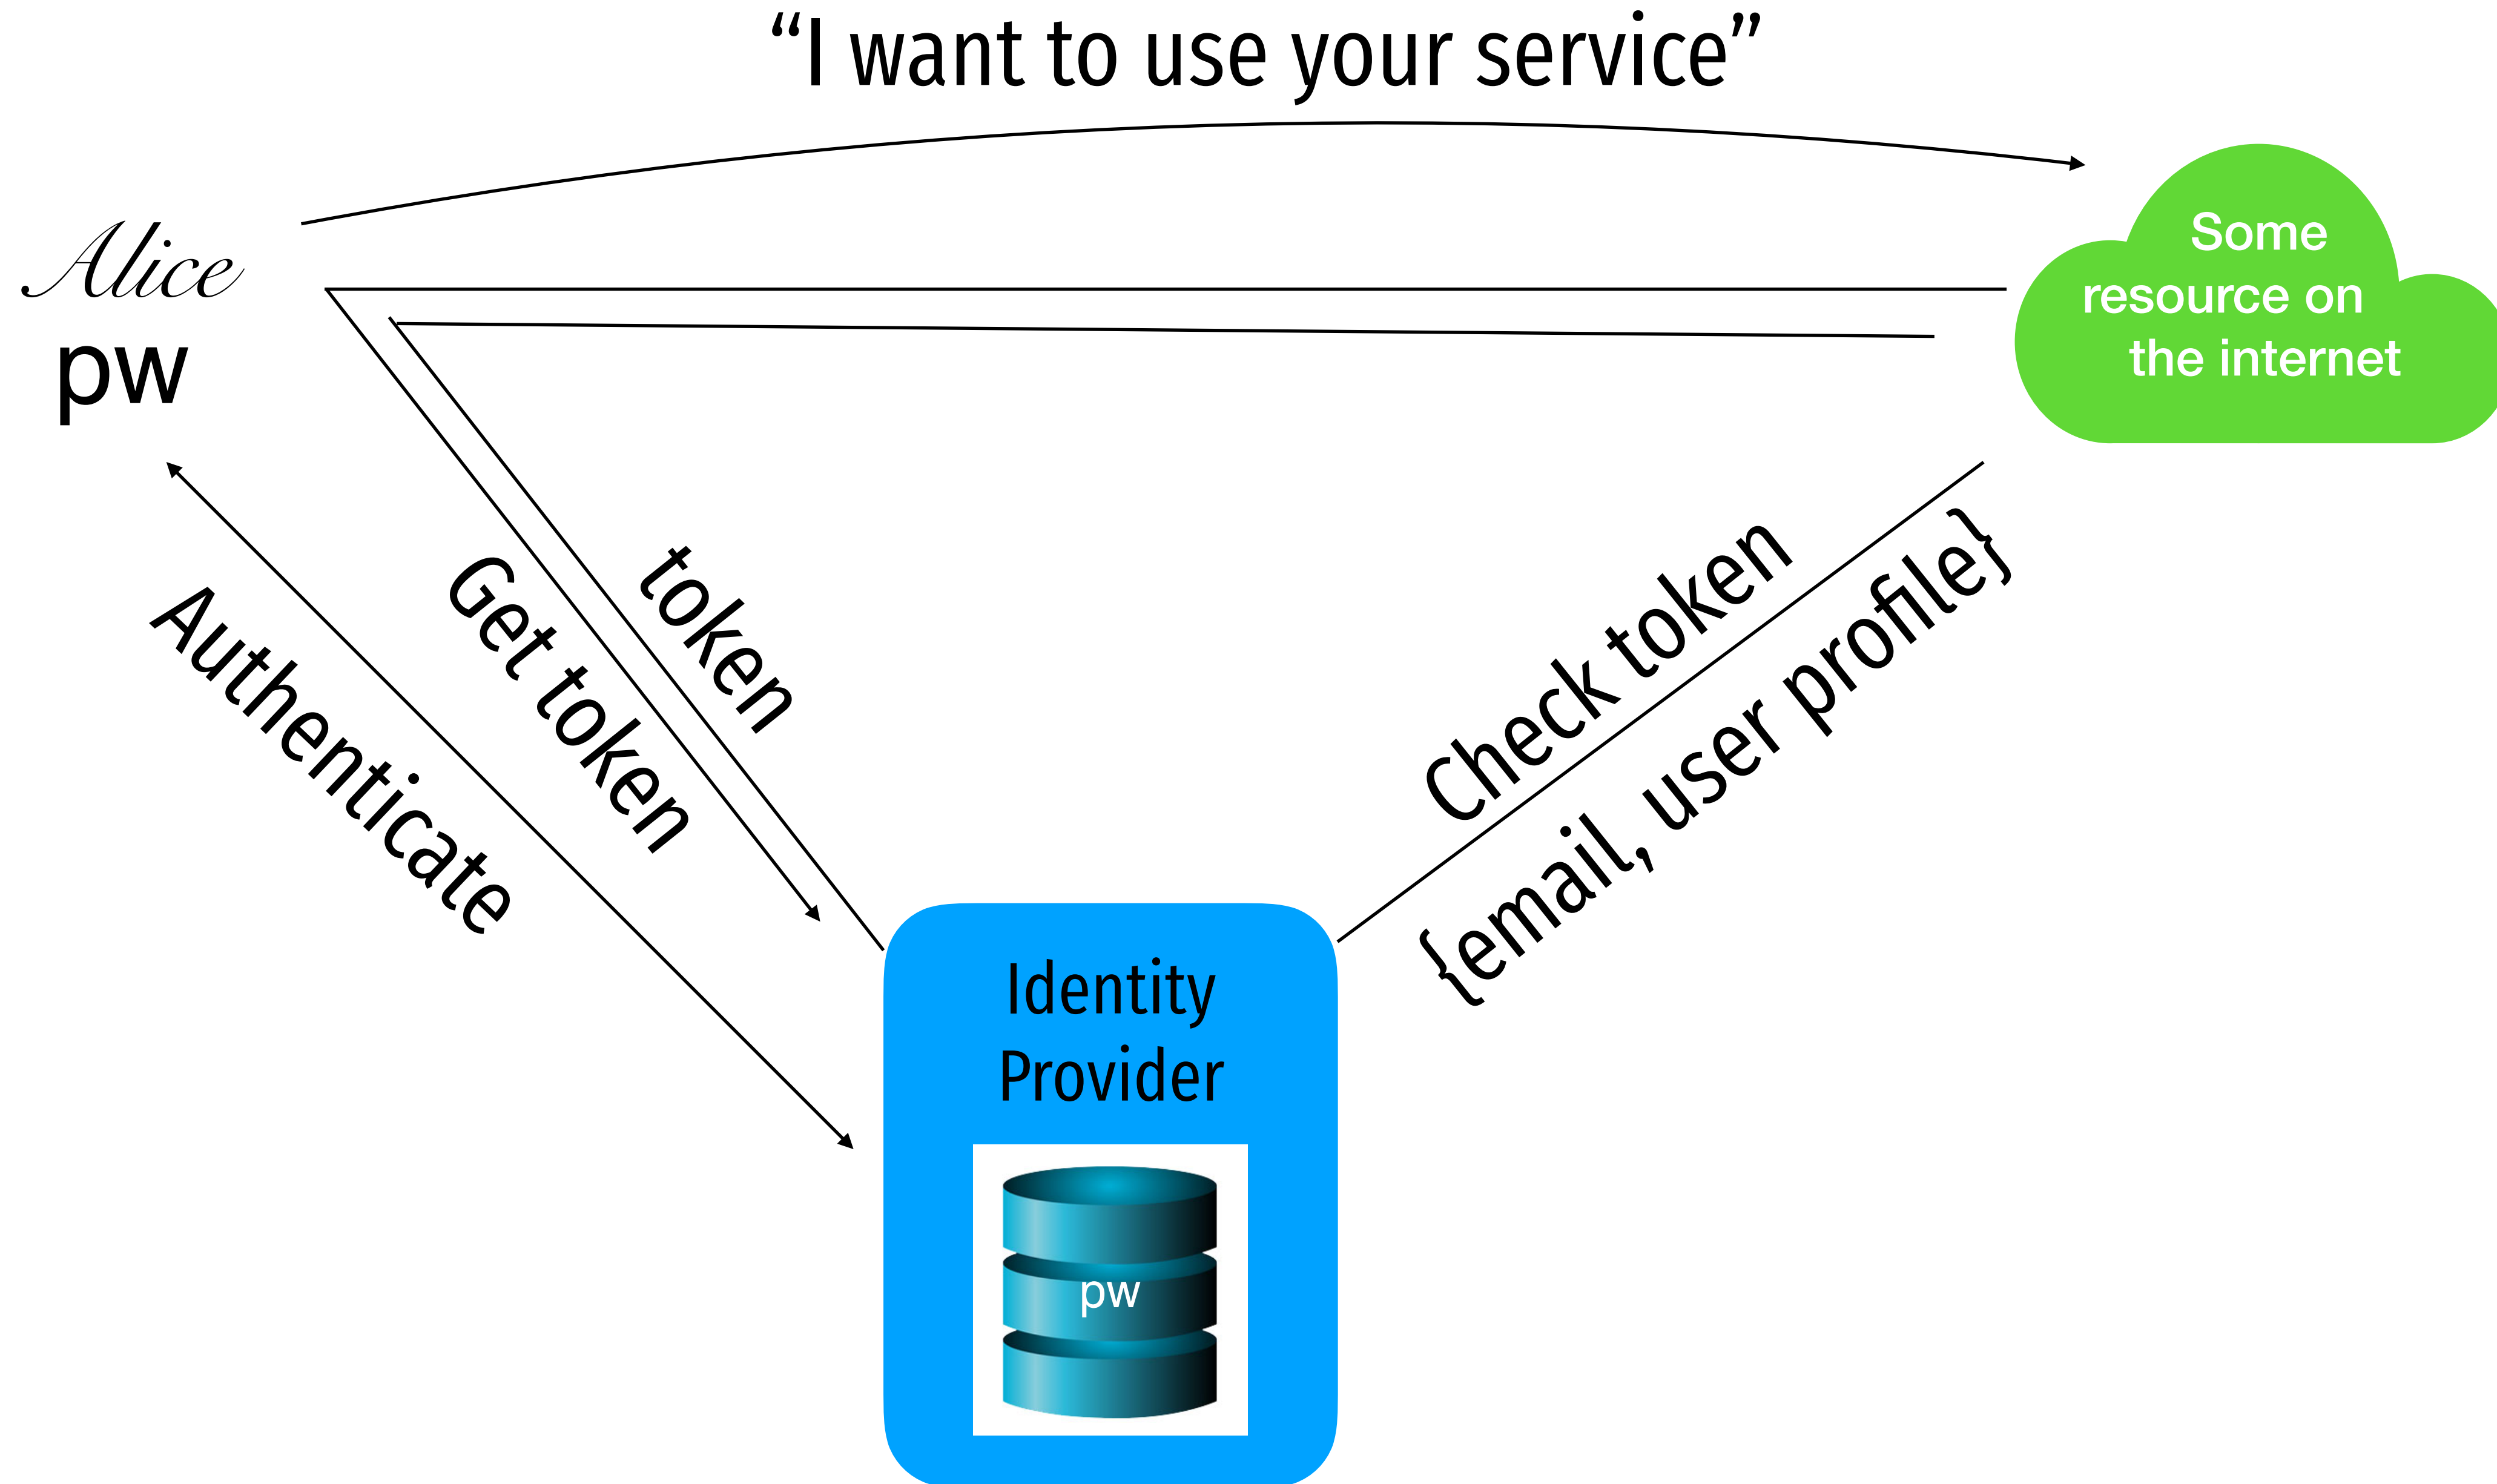 “I want to use your service”
Alice
pw
Some
resource on
the internet
Authenticate
Get token
token
Check token
{email, user profile}
Identity
Provider
pw